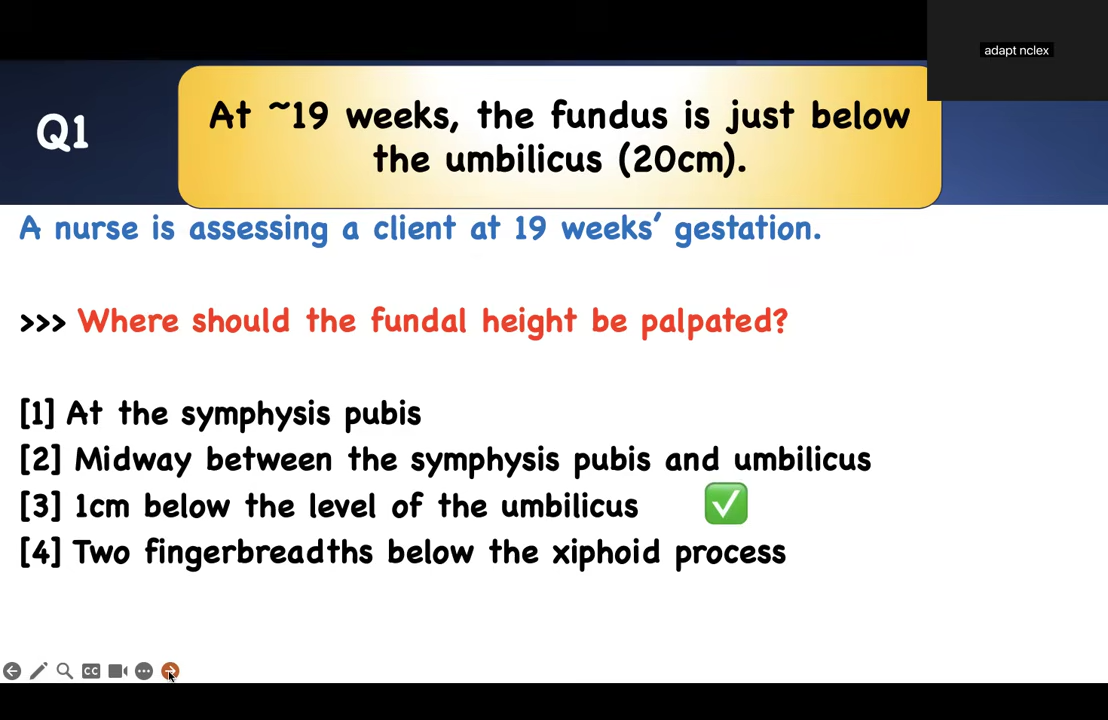 adapt nclex
Q1
At ~19 weeks, the fundus is just below
the umbilicus (20cm).
A nurse is assessing a client at 19 weeks' gestation.
>>> Where should the fundal height be palpated?
[1] At the symphysis pubis
[2] Midway between the symphysis pubis and umbilicus
[3] 1cm below the level of the umbilicus
[4] Two fingerbreadths below the xiphoid process
CC